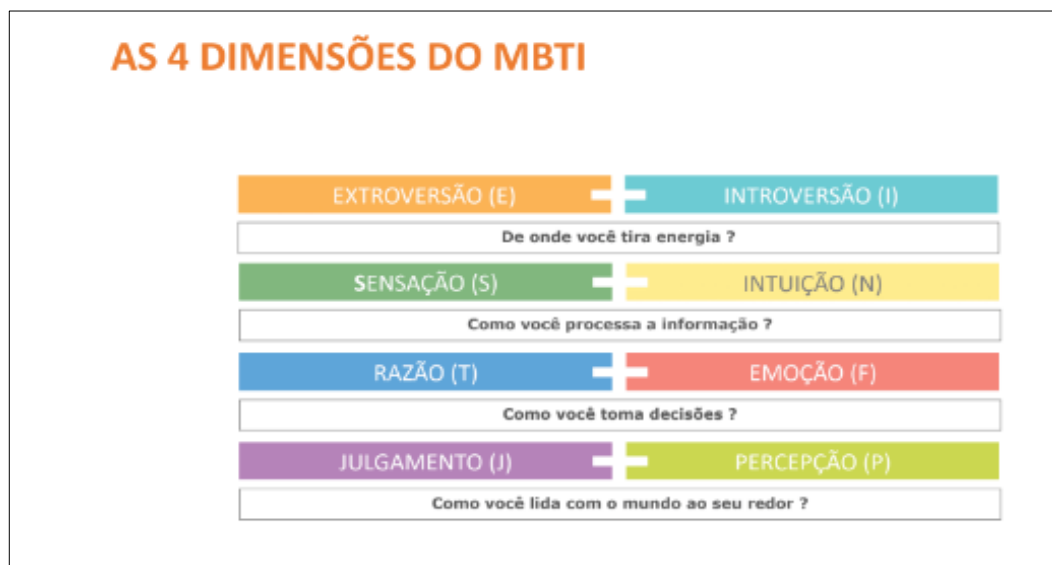 AS 4 DIMENSÕES DO MBTI
EXTROVERSÃO (E) INTROVERSÃO (I)
De onde você tira energia ?
SENSAÇÃO (S) INTUIÇÃO (N)
Como você processa a informação ?
RAZÃO (T) EMOÇÃO (F)
Como você toma decisões ?
JULGAMENTO (J) PERCEPÇÃO (P)
Como você lida com o mundo ao seu redor ?